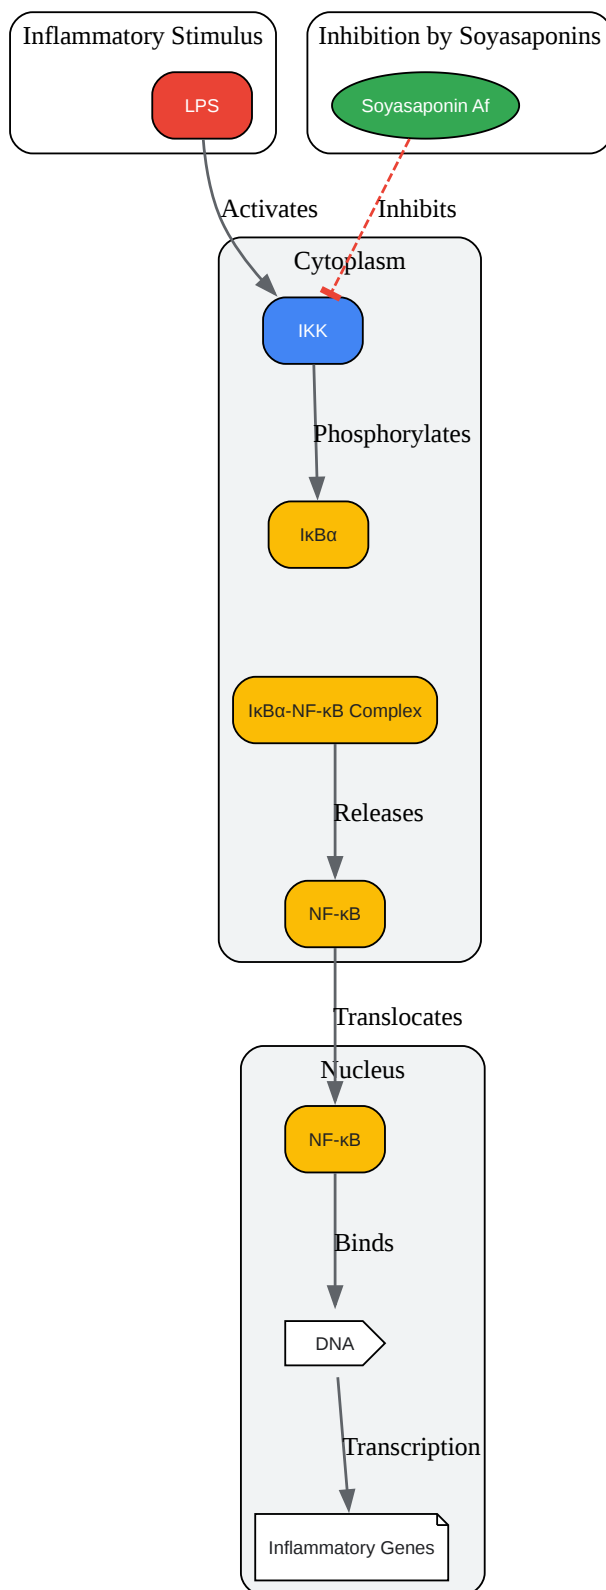 Inflammatory Stimulus
Inhibition by Soyasaponins
LPS
Soyasaponin Af
Activates
Inhibits
Cytoplasm
IKK
Phosphorylates
IκBα
IκBα-NF-κB Complex
Releases
NF-κB
Translocates
Nucleus
NF-κB
Binds
DNA
Transcription
Inflammatory Genes